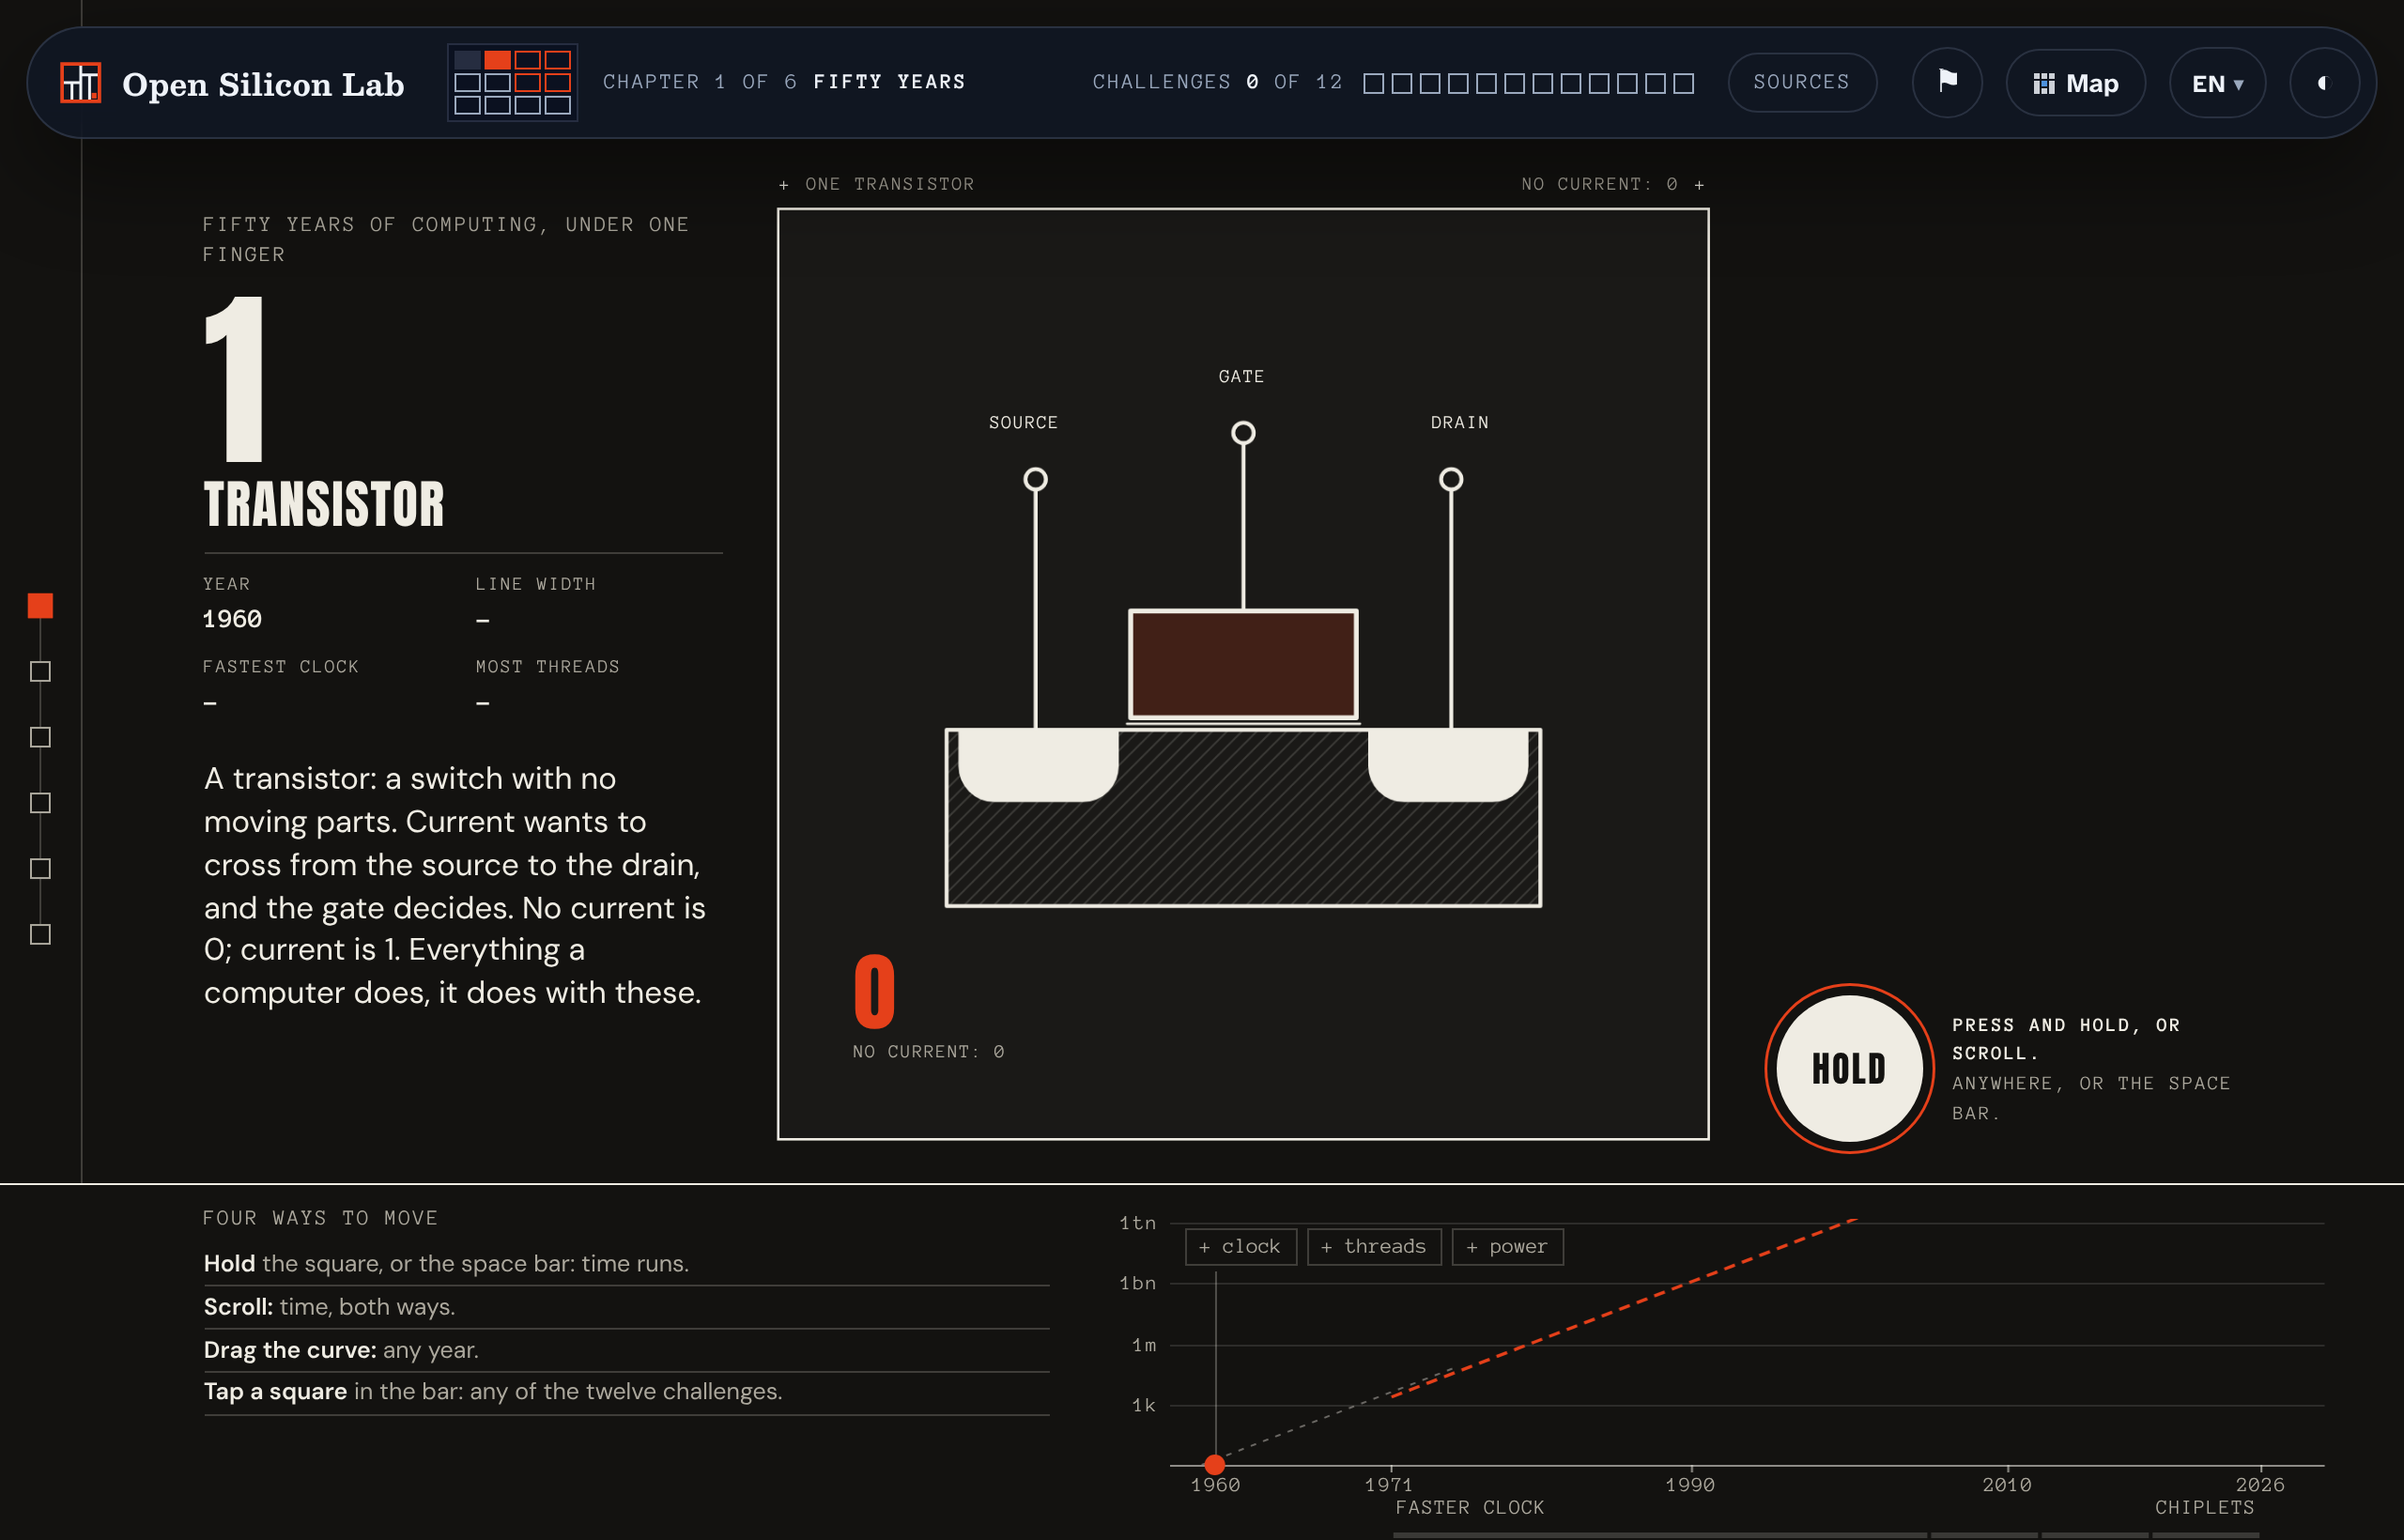 Open Silicon Lab
CHAPTER 1 OF 6 FIFTY YEARS
CHALLENGES 0 OF 12
SOURCES
Map
EN ▾
+ ONE TRANSISTOR
NO CURRENT: 0 +
FIFTY YEARS OF COMPUTING, UNDER ONE
FINGER
1
TRANSISTOR
YEAR
LINE WIDTH
1960
–
FASTEST CLOCK
MOST THREADS
–
–
A transistor: a switch with no
moving parts. Current wants to
cross from the source to the drain,
and the gate decides. No current is
0; current is 1. Everything a
computer does, it does with these.
GATE
SOURCE
DRAIN
0
NO CURRENT: 0
HOLD
PRESS AND HOLD, OR
SCROLL.
ANYWHERE, OR THE SPACE
BAR.
FOUR WAYS TO MOVE
Hold the square, or the space bar: time runs.
Scroll: time, both ways.
Drag the curve: any year.
Tap a square in the bar: any of the twelve challenges.
1tn
+ clock
+ threads
+ power
1bn
1m
1k
1960
1971
1990
2010
2026
FASTER CLOCK
CHIPLETS